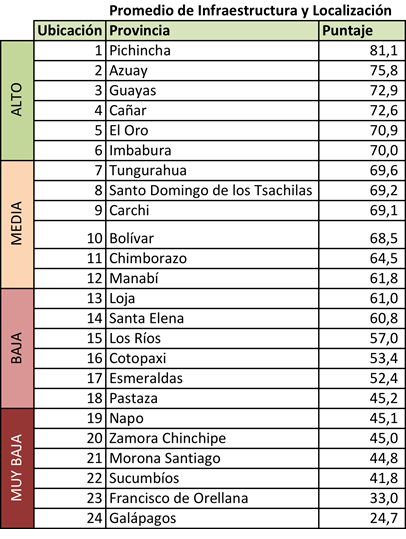 Promedio de Infraestructura y Localización
Ubicación Provincia Puntaje
ALTO
1 Pichincha 81,1
2 Azuay 75,8
3 Guayas 72,9
4 Cañar 72,6
5 El Oro 70,9
6 Imbabura 70,0
MEDIA
7 Tungurahua 69,6
8 Santo Domingo de los Tsachilas 69,2
9 Carchi 69,1
10 Bolívar 68,5
11 Chimborazo 64,5
12 Manabí 61,8
BAJA
13 Loja 61,0
14 Santa Elena 60,8
15 Los Ríos 57,0
16 Cotopaxi 53,4
17 Esmeraldas 52,4
18 Pastaza 45,2
MUY BAJA
19 Napo 45,1
20 Zamora Chinchipe 45,0
21 Morona Santiago 44,8
22 Sucumbíos 41,8
23 Francisco de Orellana 33,0
24 Galápagos 24,7